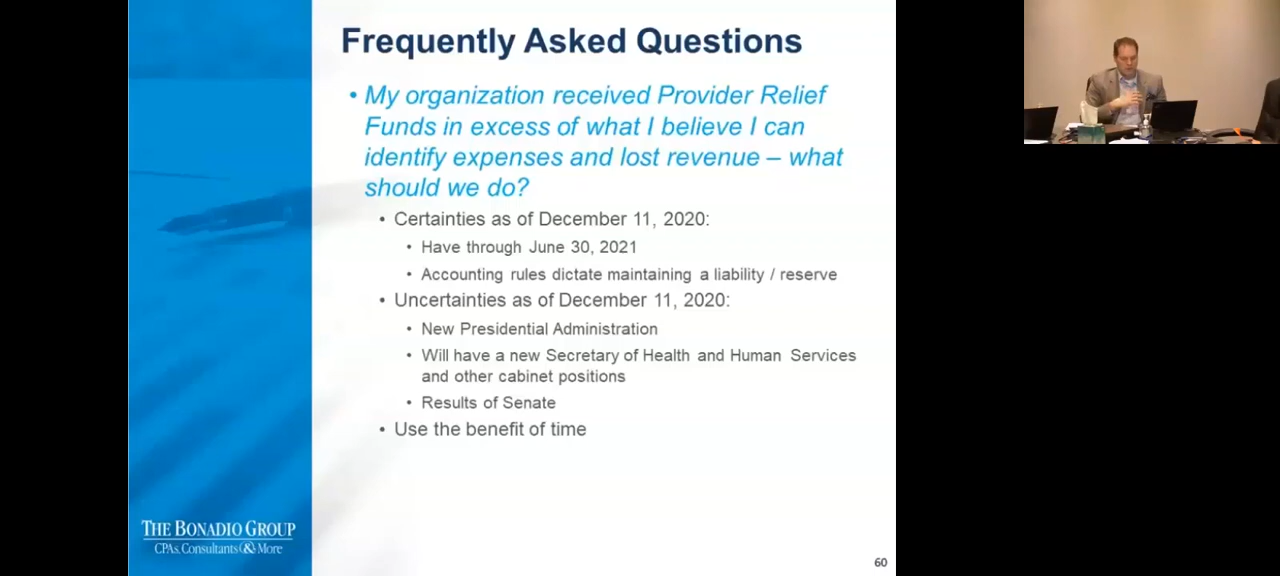 Frequently Asked Questions
• My organization received Provider Relief
Funds in excess of what I believe I can
identify expenses and lost revenue – what
should we do?
• Certainties as of December 11, 2020:
• Have through June 30, 2021
• Accounting rules dictate maintaining a liability / reserve
• Uncertainties as of December 11, 2020:
• New Presidential Administration
• Will have a new Secretary of Health and Human Services
and other cabinet positions
• Results of Senate
• Use the benefit of time
THE BONADIO GROUP
CPAs, Consultants & More
60